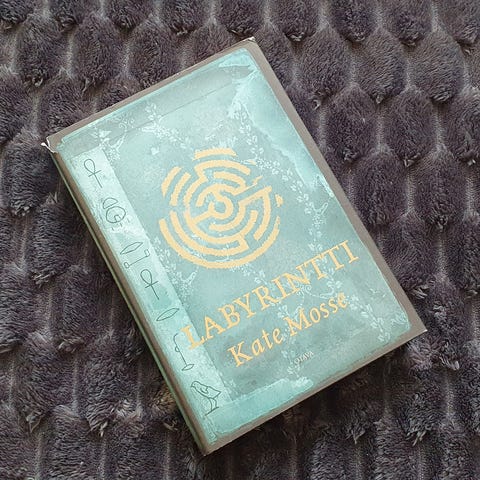 LABYRINTTI
Kate Mosse
OTAVA